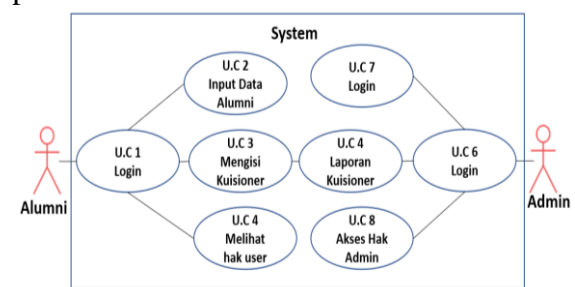 System
U.C 2
Input Data
Alumni
U.C 7
Login
U.C 1
Login
U.C 3
Mengisi
Kuisioner
U.C 4
Laporan
Kuisioner
U.C 6
Login
Alumni
Admin
U.C 4
Melihat
hak user
U.C 8
Akses Hak
Admin